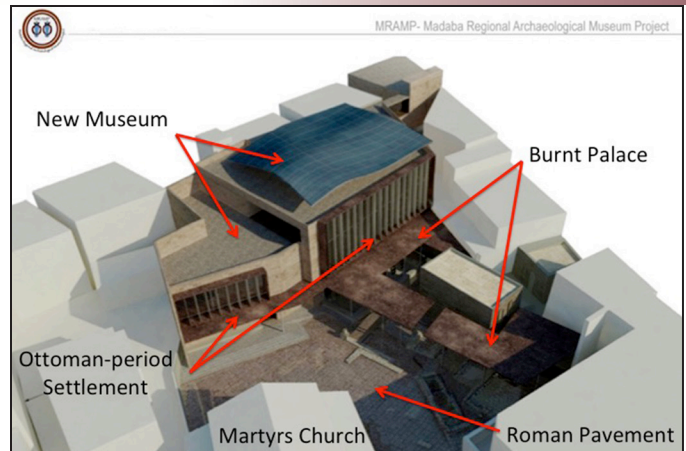 MRAMP- Madaba Regional Archaeological Museum Project
New Museum
Burnt Palace
Ottoman-period
Settlement
Martyrs Church
Roman Pavement